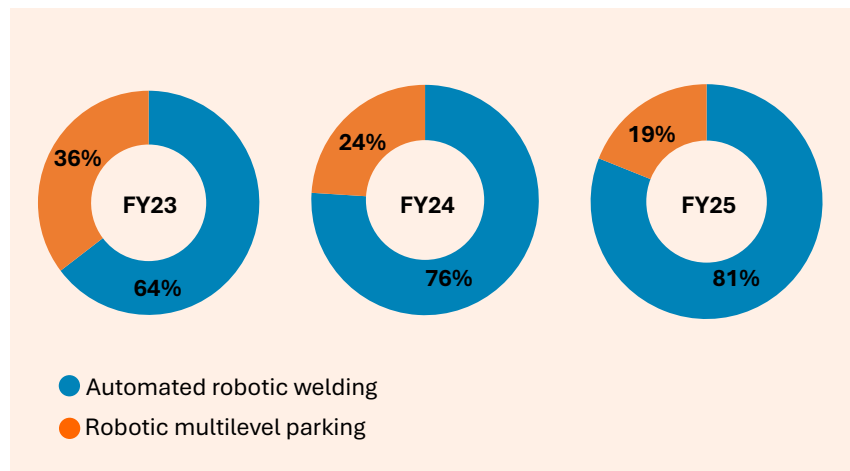 36%
FY23
64%
24%
FY24
76%
19%
FY25
81%
Automated robotic welding
Robotic multilevel parking